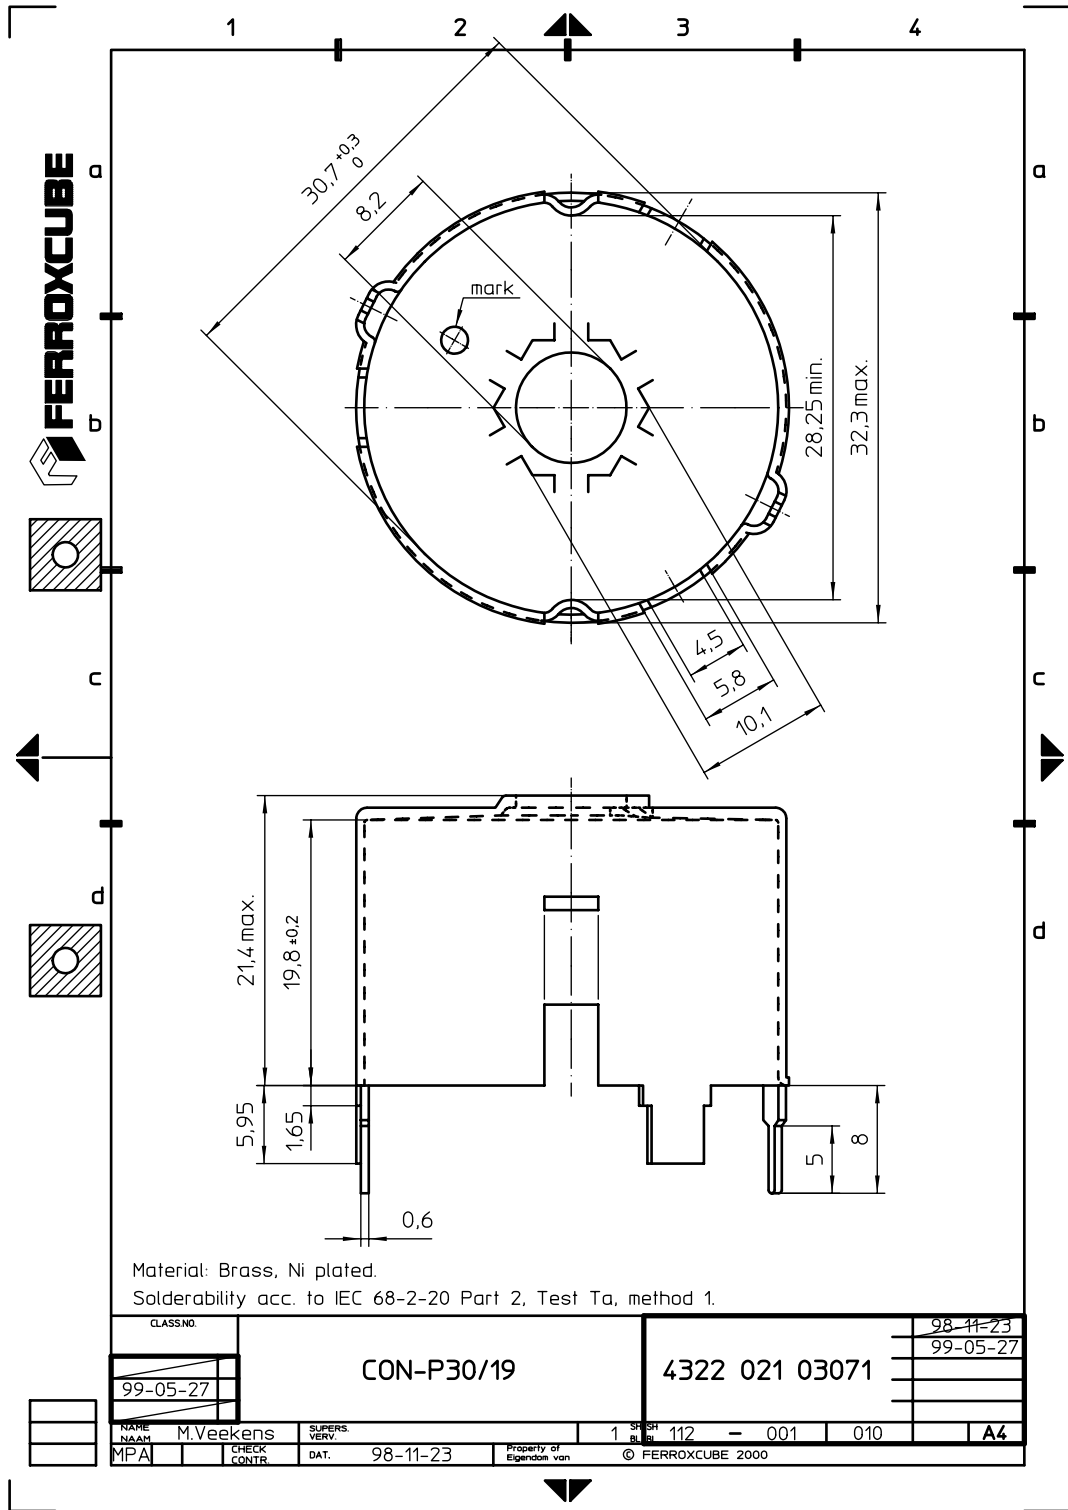 1 2 3 4
a a
FERROXCUBE
30,7 +0,3 0
8,2
mark
b b
28,25 min.
32,3 max.
c c
4,5
5,8
10,1
d d
21,4 max.
19,8 ±0,2
5,95
1,65
5
8
0,6
Material: Brass, Ni plated.
Solderability acc. to IEC 68-2-20 Part 2, Test Ta, method 1.
CLASS.NO.
98-11-23
99-05-27
CON-P30/19
4322 021 03071
99-05-27
NAME M.Veekens SUPERS. 1 112 - 001 010 A4
NAAM VERV.
MPA CHECK DAT. 98-11-23 Property of © FERROXCUBE 2000
CONTR. Eigendom van